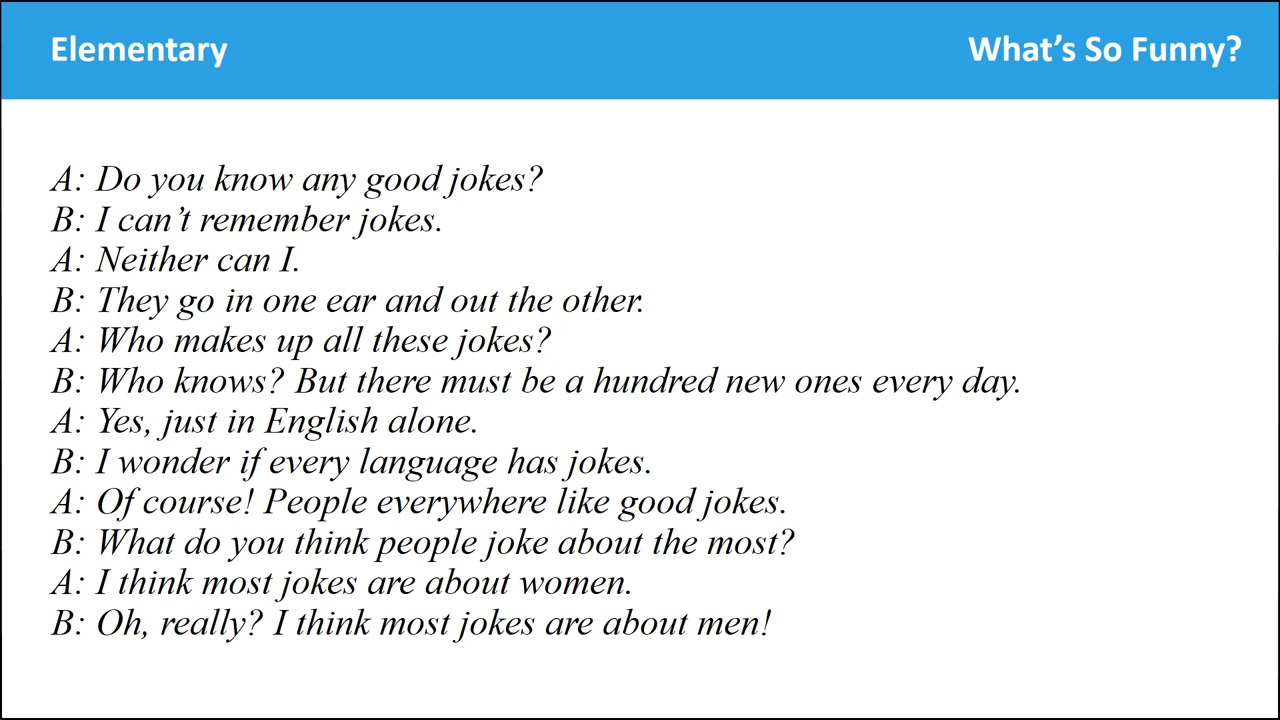 Elementary
What’s So Funny?
A: Do you know any good jokes?
B: I can’t remember jokes.
A: Neither can I.
B: They go in one ear and out the other.
A: Who makes up all these jokes?
B: Who knows? But there must be a hundred new ones every day.
A: Yes, just in English alone.
B: I wonder if every language has jokes.
A: Of course! People everywhere like good jokes.
B: What do you think people joke about the most?
A: I think most jokes are about women.
B: Oh, really? I think most jokes are about men!